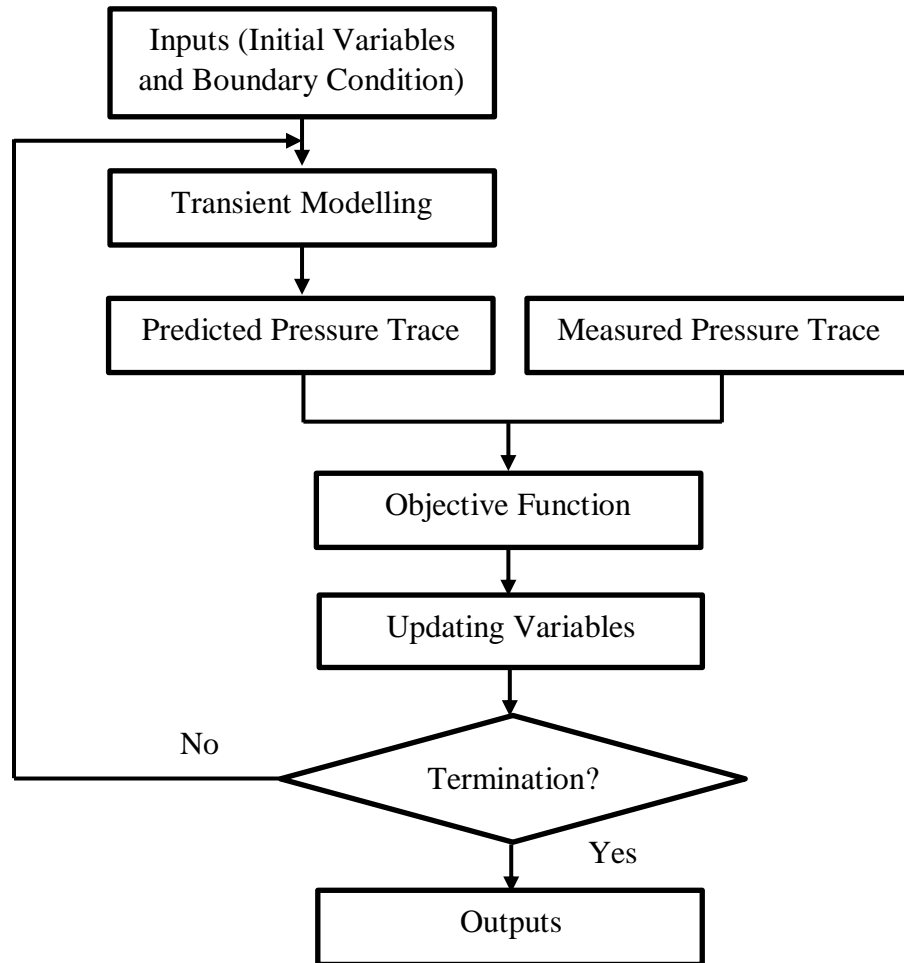 Inputs (Initial Variables
and Boundary Condition)
Transient Modelling
Predicted Pressure Trace
Measured Pressure Trace
Objective Function
Updating Variables
No
Termination?
Yes
Outputs